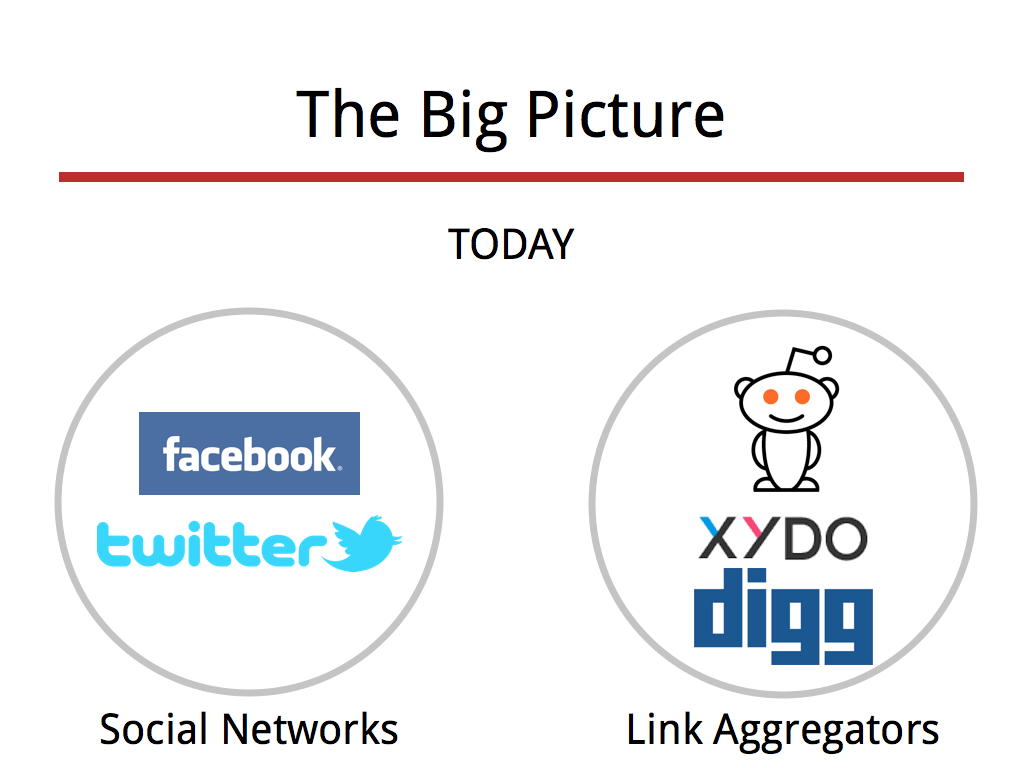 The Big Picture
TODAY
facebook
twitter
XYDO
digg
Social Networks
Link Aggregators